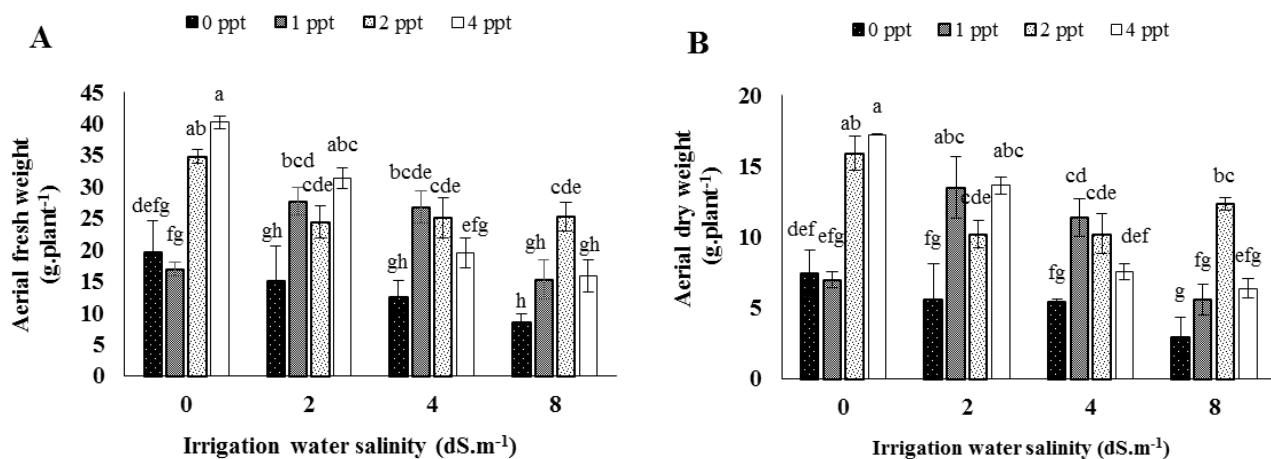 0 ppt 1 ppt 2 ppt 4 ppt
A
Aerial fresh weight
(g.plant-1)
45
40
35
30
25
20
15
10
5
0
defg
fg
ab
a
gh
bcd
cde
abc
gh
bcde
cde
efg
h
gh
cde
gh
0 2 4 8
Irrigation water salinity (dS.m-1)
0 ppt 1 ppt 2 ppt 4 ppt
B
Aerial dry weight
(g.plant-1)
20
15
10
5
0
def
efg
ab
a
fg
abc
cde
abc
fg
cd
cde
def
g
fg
bc
efg
0 2 4 8
Irrigation water salinity (dS.m-1)